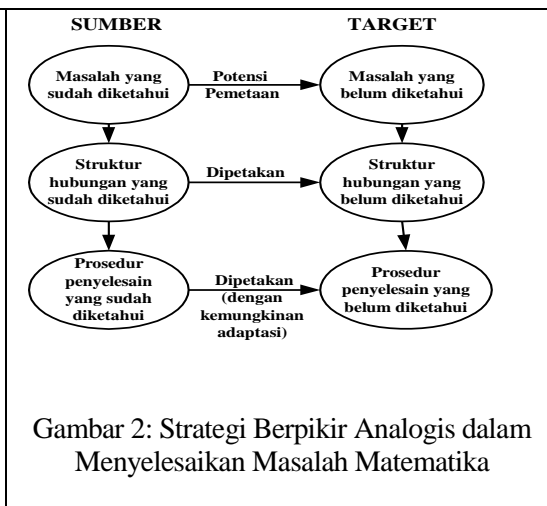 SUMBER
TARGET
Masalah yang
sudah diketahui
Potensi
Pemetaan
Masalah yang
belum diketahui
Struktur
hubungan yang
sudah diketahui
Dipetakan
Struktur
hubungan yang
belum diketahui
Prosedur
penyelesain
yang sudah
diketahui
Dipetakan
(dengan
kemungkinan
adaptasi)
Prosedur
penyelesain yang
belum diketahui
Gambar 2: Strategi Berpikir Analogis dalam
Menyelesaikan Masalah Matematika